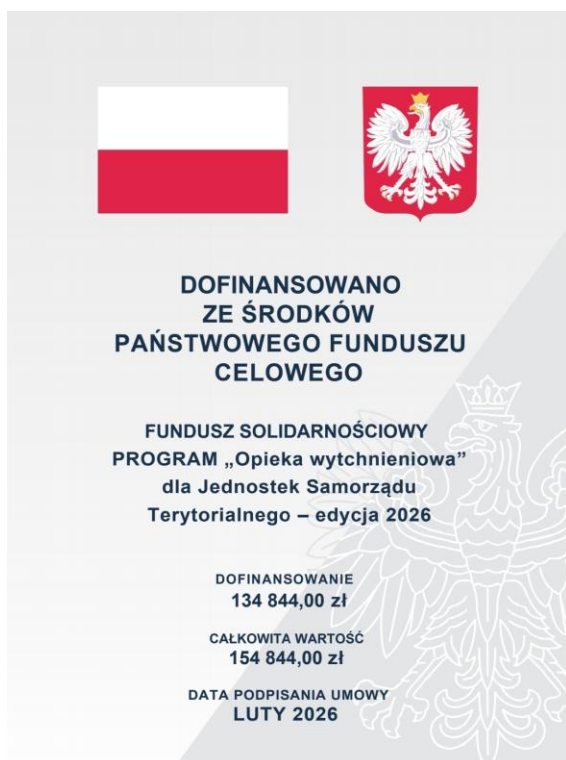 DOFINANSOWANO
ZE ŚRODKÓW
PAŃSTWOWEGO FUNDUSZU
CELOWEGO
FUNDUSZ SOLIDARNOŚCIOWY
PROGRAM „Opieka wytchnieniowa”
dla Jednostek Samorządu
Terytorialnego – edycja 2026
DOFINANSOWANIE
134 844,00 zł
CAŁKOWITA WARTOŚĆ
154 844,00 zł
DATA PODPISANIA UMOWY
LUTY 2026